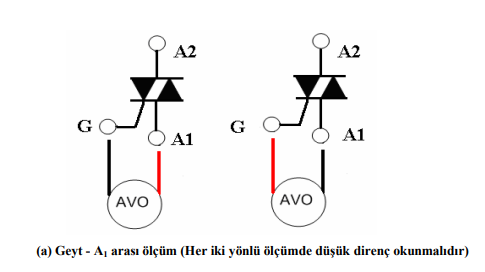 A2
A2
G
A1
G
A1
AVO
AVO
(a) Geyt - A₁ arası ölçüm (Her iki yönlü ölçümde düşük direnç okunmalıdır)